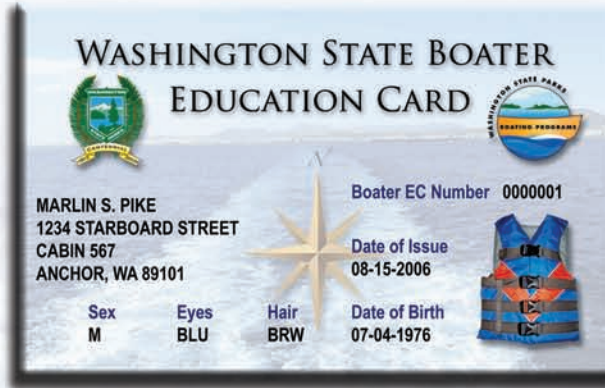 WASHINGTON STATE BOATER
EDUCATION CARD
CENTENNIAL
WASHINGTON STATE PARKS
BOATING PROGRAMS
N
MARLIN S. PIKE
1234 STARBOARD STREET
CABIN 567
ANCHOR, WA 89101
Boater EC Number 0000001
Date of Issue
08-15-2006
Sex Eyes Hair Date of Birth
M BLU BRW 07-04-1976